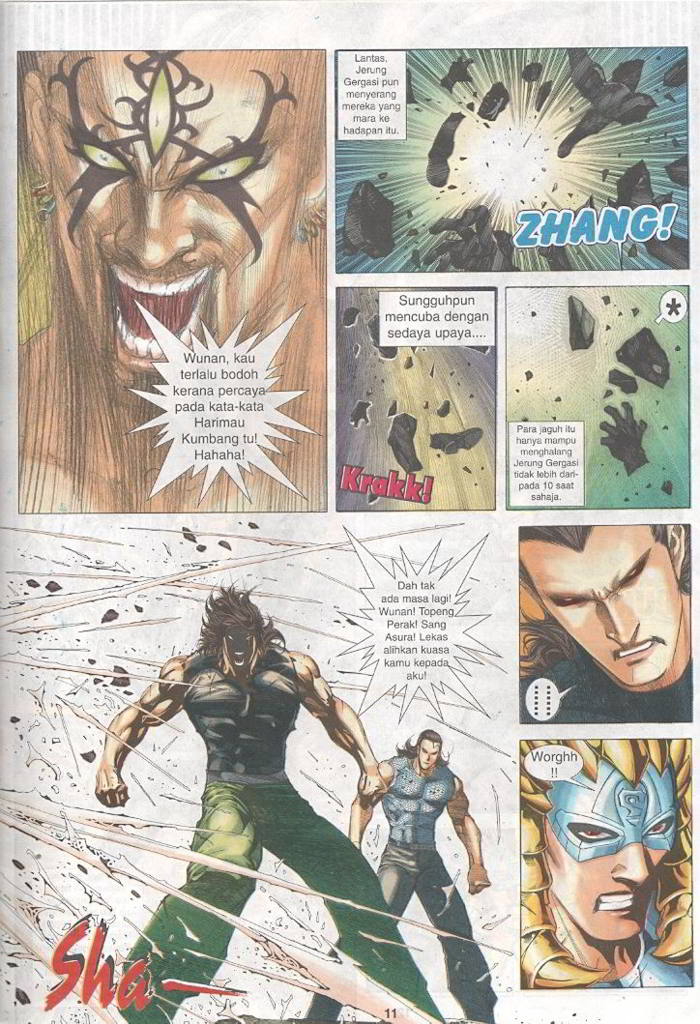 Wunan, kau
terlalu bodoh
kerana percaya
pada kata-kata
Harimau
Kumbang tu!
Hahaha!
Lantas,
Jerung
Gergasi pun
menyerang
mereka yang
mara ke
hadapan itu.
ZHANG!
Sungguhpun
mencuba dengan
sedaya upaya....
Krakk!
*
Para jaguh itu
hanya mampu
menghalang
Jerung Gergasi
tidak lebih dari-
pada 10 saat
sahaja.
Dah tak
ada masa lagi!
Wunan! Topeng
Perak! Sang
Asura! Lekas
alihkan kuasa
kamu kepada
aku!
Sha—
Worghh
!!
11